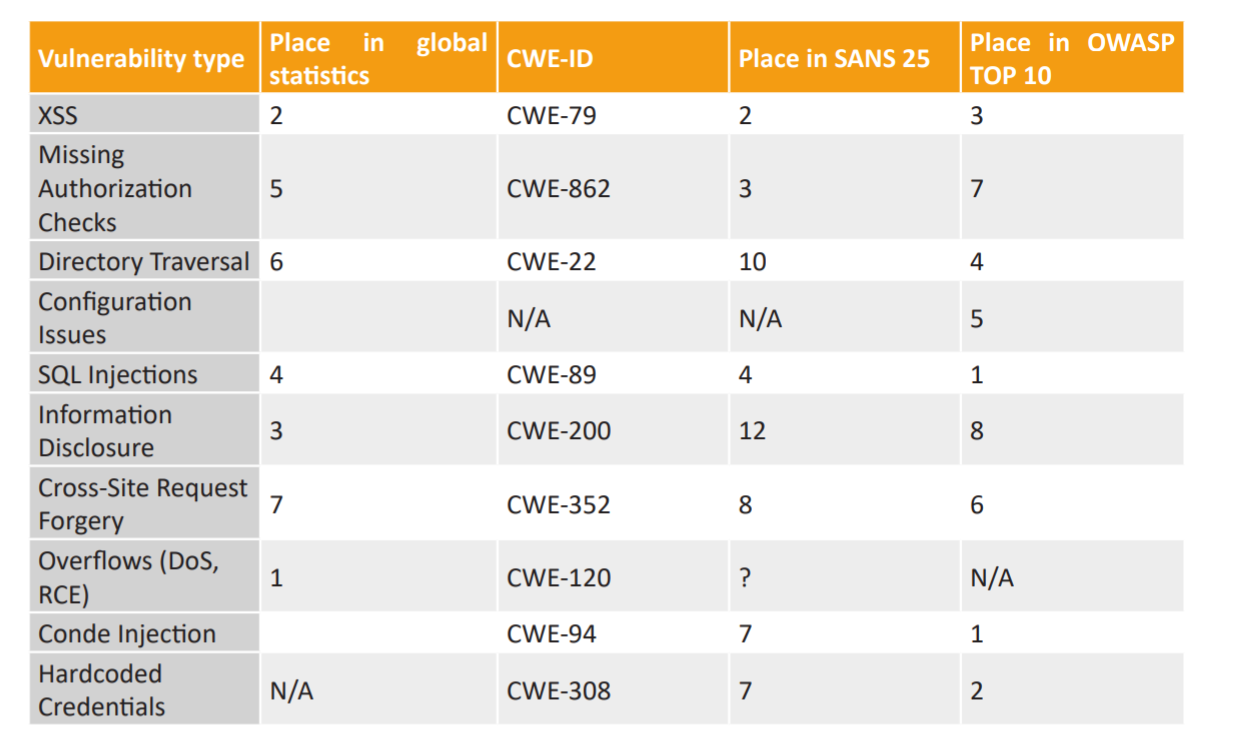 Vulnerability type Place in global statistics CWE-ID Place in SANS 25 Place in OWASP TOP 10
XSS 2 CWE-79 2 3
Missing Authorization Checks 5 CWE-862 3 7
Directory Traversal 6 CWE-22 10 4
Configuration Issues N/A N/A 5
SQL Injections 4 CWE-89 4 1
Information Disclosure 3 CWE-200 12 8
Cross-Site Request Forgery 7 CWE-352 8 6
Overflows (DoS, RCE) 1 CWE-120 ? N/A
Conde Injection CWE-94 7 1
Hardcoded Credentials N/A CWE-308 7 2